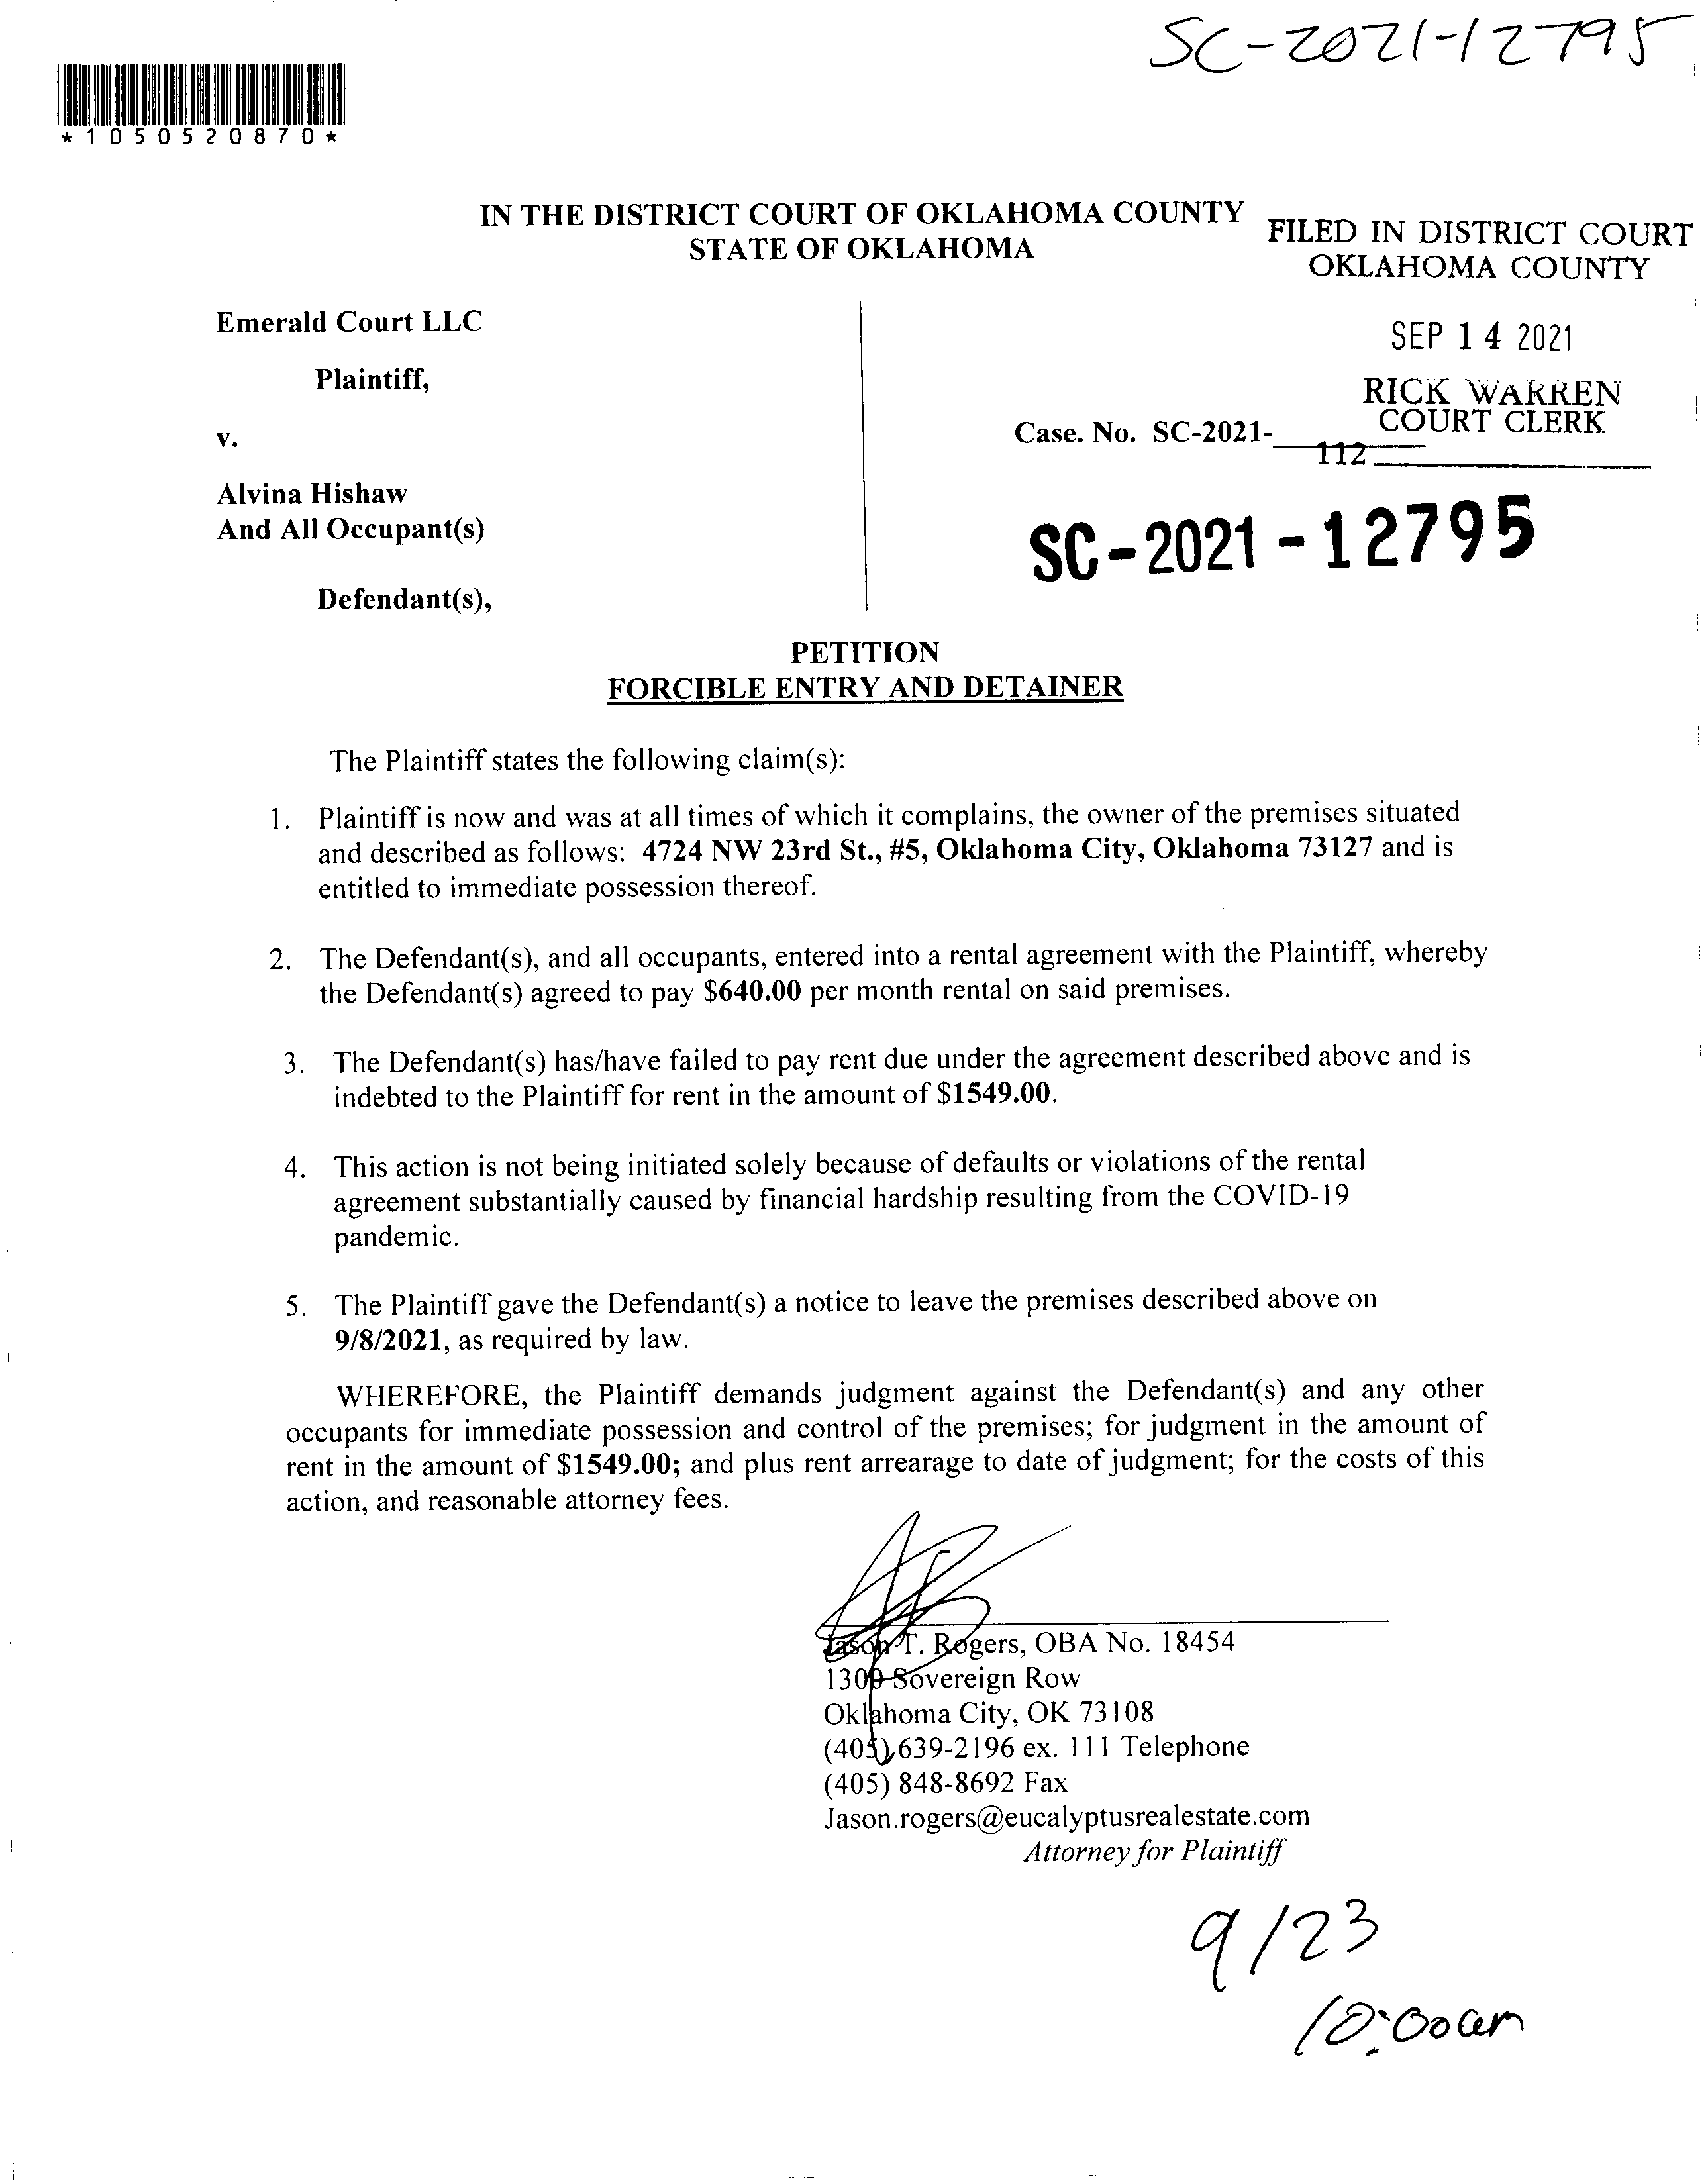 SC-2021-12795
*1050520870*
IN THE DISTRICT COURT OF OKLAHOMA COUNTY
STATE OF OKLAHOMA
FILED IN DISTRICT COURT
OKLAHOMA COUNTY
SEP 14 2021
RICK WARREN
COURT CLERK
112
Emerald Court LLC
Plaintiff,
v.
Case. No. SC-2021-
Alvina Hishaw
And All Occupant(s)
SC-2021-12795
Defendant(s),
PETITION
FORCIBLE ENTRY AND DETAINER
The Plaintiff states the following claim(s):
1. Plaintiff is now and was at all times of which it complains, the owner of the premises situated
and described as follows: 4724 NW 23rd St., #5, Oklahoma City, Oklahoma 73127 and is
entitled to immediate possession thereof.
2. The Defendant(s), and all occupants, entered into a rental agreement with the Plaintiff, whereby
the Defendant(s) agreed to pay $640.00 per month rental on said premises.
3. The Defendant(s) has/have failed to pay rent due under the agreement described above and is
indebted to the Plaintiff for rent in the amount of $1549.00.
4. This action is not being initiated solely because of defaults or violations of the rental
agreement substantially caused by financial hardship resulting from the COVID-19
pandemic.
5. The Plaintiff gave the Defendant(s) a notice to leave the premises described above on
9/8/2021, as required by law.
WHEREFORE, the Plaintiff demands judgment against the Defendant(s) and any other
occupants for immediate possession and control of the premises; for judgment in the amount of
rent in the amount of $1549.00; and plus rent arrearage to date of judgment; for the costs of this
action, and reasonable attorney fees.
Jason T. Rogers, OBA No. 18454
1300 Sovereign Row
Oklahoma City, OK 73108
(405) 639-2196 ex. 111 Telephone
(405) 848-8692 Fax
Jason.rogers@eucalyptusrealestate.com
Attorney for Plaintiff
9/23
10:00am